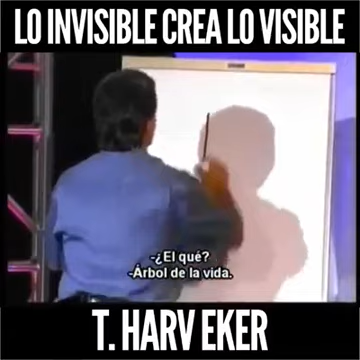 LO INVISIBLE CREA LO VISIBLE
-¿El qué?
-Árbol de la vida.
T. HARV EKER